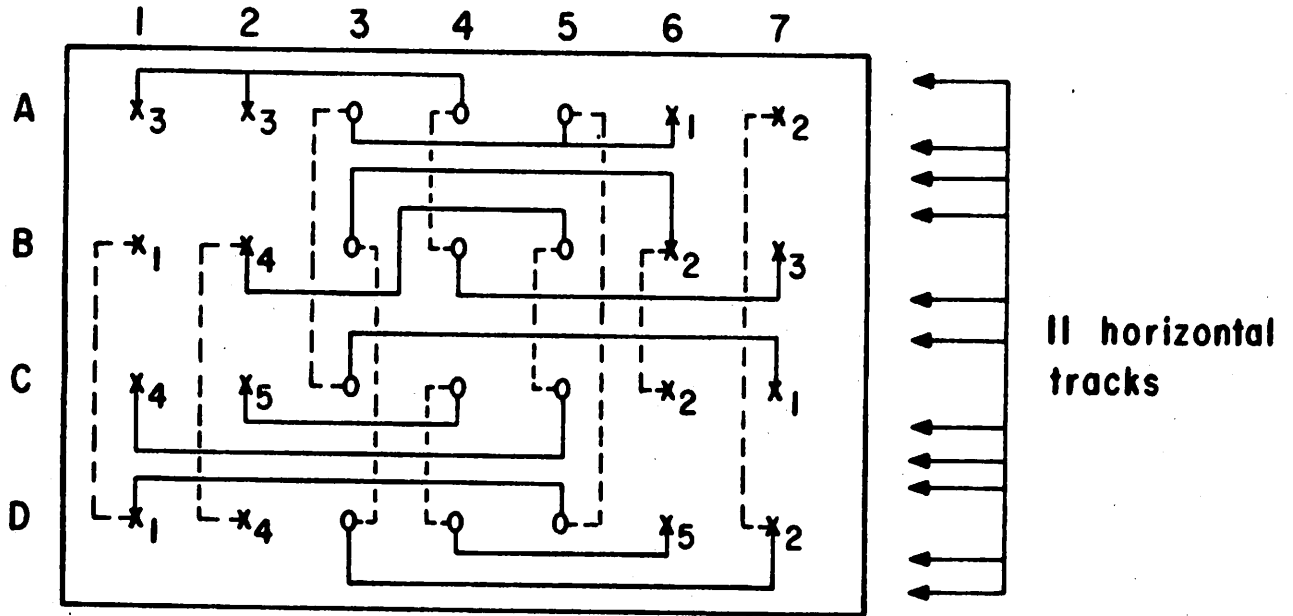 1 2 3 4 5 6 7
A x3 x3 x1 x2
B x1 x4 x2 x3
C x4 x5 x2 x1
D x1 x4 x5 x2
11 horizontal
tracks